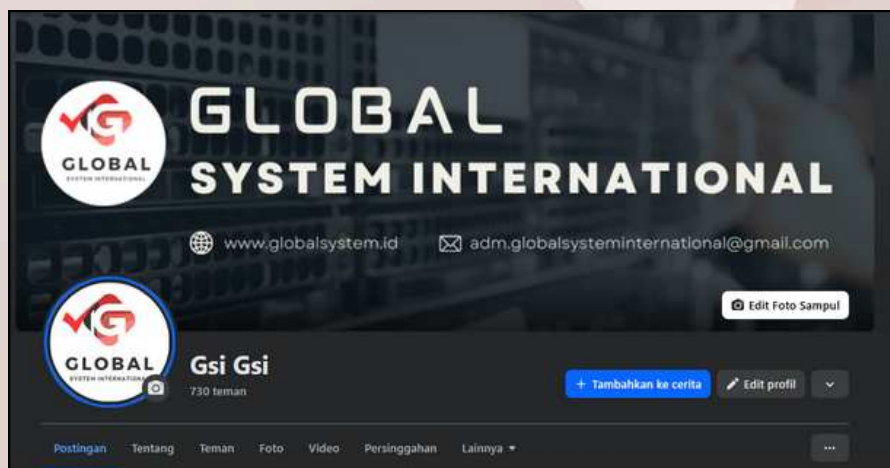 GLOBAL
SYSTEM INTERNATIONAL
GLOBAL
SYSTEM INTERNATIONAL
www.globalsystem.id
adm.globalsysteminternational@gmail.com
Edit Foto Sampul
GLOBAL
SYSTEM INTERNATIONAL
Gsi Gsi
730 teman
+ Tambahkan ke cerita
Edit profil
Postingan Tentang Teman Foto Video Persinggahan Lainnya